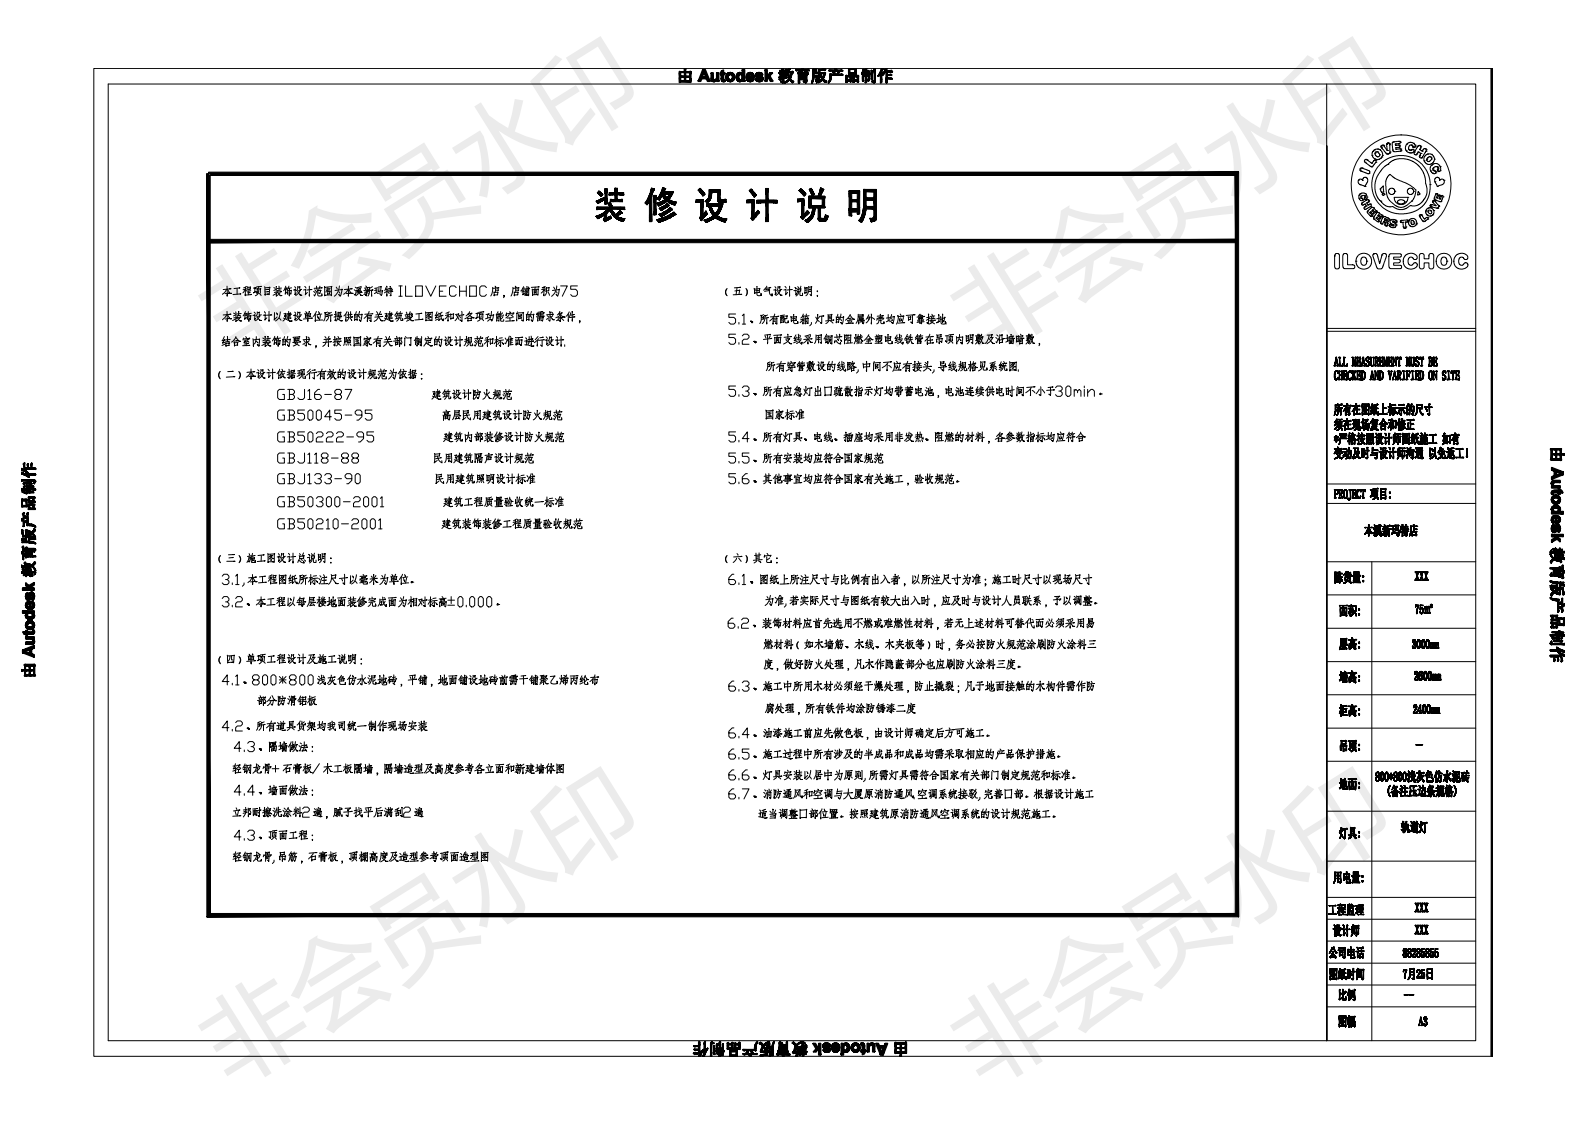 由 Autodesk 教育版产品制作
装修设计说明
本工程项目装饰设计范围为本溪新玛特 ILOVECHOC 店，店铺面积为75
本装饰设计以建设单位所提供的有关建筑竣工图纸和对各项功能空间的需求条件，
结合室内装饰的要求，并按照国家有关部门制定的设计规范和标准而进行设计.
（二）本设计依据现行有效的设计规范为依据：
GBJ16-87 建筑设计防火规范
GB50045-95 高层民用建筑设计防火规范
GB50222-95 建筑内部装修设计防火规范
GBJ118-88 民用建筑隔声设计规范
GBJ133-90 民用建筑照明设计标准
GB50300-2001 建筑工程质量验收统一标准
GB50210-2001 建筑装饰装修工程质量验收规范
（三）施工图设计总说明：
3.1,本工程图纸所标注尺寸以毫米为单位。
3.2、本工程以每层楼地面装修完成面为相对标高±0.000 。
（四）单项工程设计及施工说明：
4.1、800*800 浅灰色仿水泥地砖，平铺，地面铺设地砖前需干铺聚乙烯丙纶布
部分防滑铝板
4.2、所有道具货架均我司统一制作现场安装
4.3、隔墙做法：
轻钢龙骨+石膏板/木工板隔墙，隔墙造型及高度参考各立面和新建墙体图
4.4、墙面做法：
立邦耐擦洗涂料2遍，腻子找平后满刮2遍
4.3、顶面工程：
轻钢龙骨,吊筋，石膏板，顶棚高度及造型参考顶面造型图
（五）电气设计说明：
5.1、所有配电箱,灯具的金属外壳均应可靠接地
5.2、平面支线采用铜芯阻燃全塑电线铁管在吊顶内明敷及沿墙暗敷，
所有穿管敷设的线路,中间不应有接头,导线规格见系统图.
5.3、所有应急灯出口疏散指示灯均带蓄电池，电池连续供电时间不小于30min 。
国家标准
5.4、所有灯具、电线、插座均采用非发热、阻燃的材料，各参数指标均应符合
5.5、所有安装均应符合国家规范
5.6、其他事宜均应符合国家有关施工，验收规范。
（六）其它：
6.1、图纸上所注尺寸与比例有出入者，以所注尺寸为准；施工时尺寸以现场尺寸
为准,若实际尺寸与图纸有较大出入时，应及时与设计人员联系，予以调整。
6.2、装饰材料应首先选用不燃或难燃性材料，若无上述材料可替代而必须采用易
燃材料（如木墙筋、木线、木夹板等）时，务必按防火规范涂刷防火涂料三
度，做好防火处理，凡木作隐蔽部分也应刷防火涂料三度。
6.3、施工中所用木材必须经干燥处理，防止撬裂；凡于地面接触的木构件需作防
腐处理，所有铁件均涂防锈漆二度
6.4、油漆施工前应先做色板，由设计师确定后方可施工。
6.5、施工过程中所有涉及的半成品和成品均需采取相应的产品保护措施。
6.6、灯具安装以居中为原则,所需灯具需符合国家有关部门制定规范和标准。
6.7、消防通风和空调与大厦原消防通风 空调系统接驳,完善口部。根据设计施工
适当调整口部位置。按照建筑原消防通风空调系统的设计规范施工。
I LOVE CHOC
CHEERS TO LOVE
ILOVECHOC
ALL MEASUREMENT MUST BE
CHECKED AND VARIFIED ON SITE
所有在图纸上标示的尺寸
须在现场复合和修正
*严格按照设计师图纸施工 如有
变动及时与设计师沟通 以免返工!
PROJECT 项目:
本溪新玛特店
陈货量: XXX
面积: 75㎡
层高: 3000mm
墙高: 2600mm
柜高: 2400mm
吊顶: —
地面: 800*800浅灰色仿水泥砖
(备注压边条规格)
灯具: 轨道灯
用电量:
工程监理 XXX
设计师 XXX
公司电话 86285655
图纸时间 7月25日
比例 —
图幅 A3
由 Autodesk 教育版产品制作
由 Autodesk 教育版产品制作
由 Autodesk 教育版产品制作
非会员水印
非会员水印
非会员水印
非会员水印